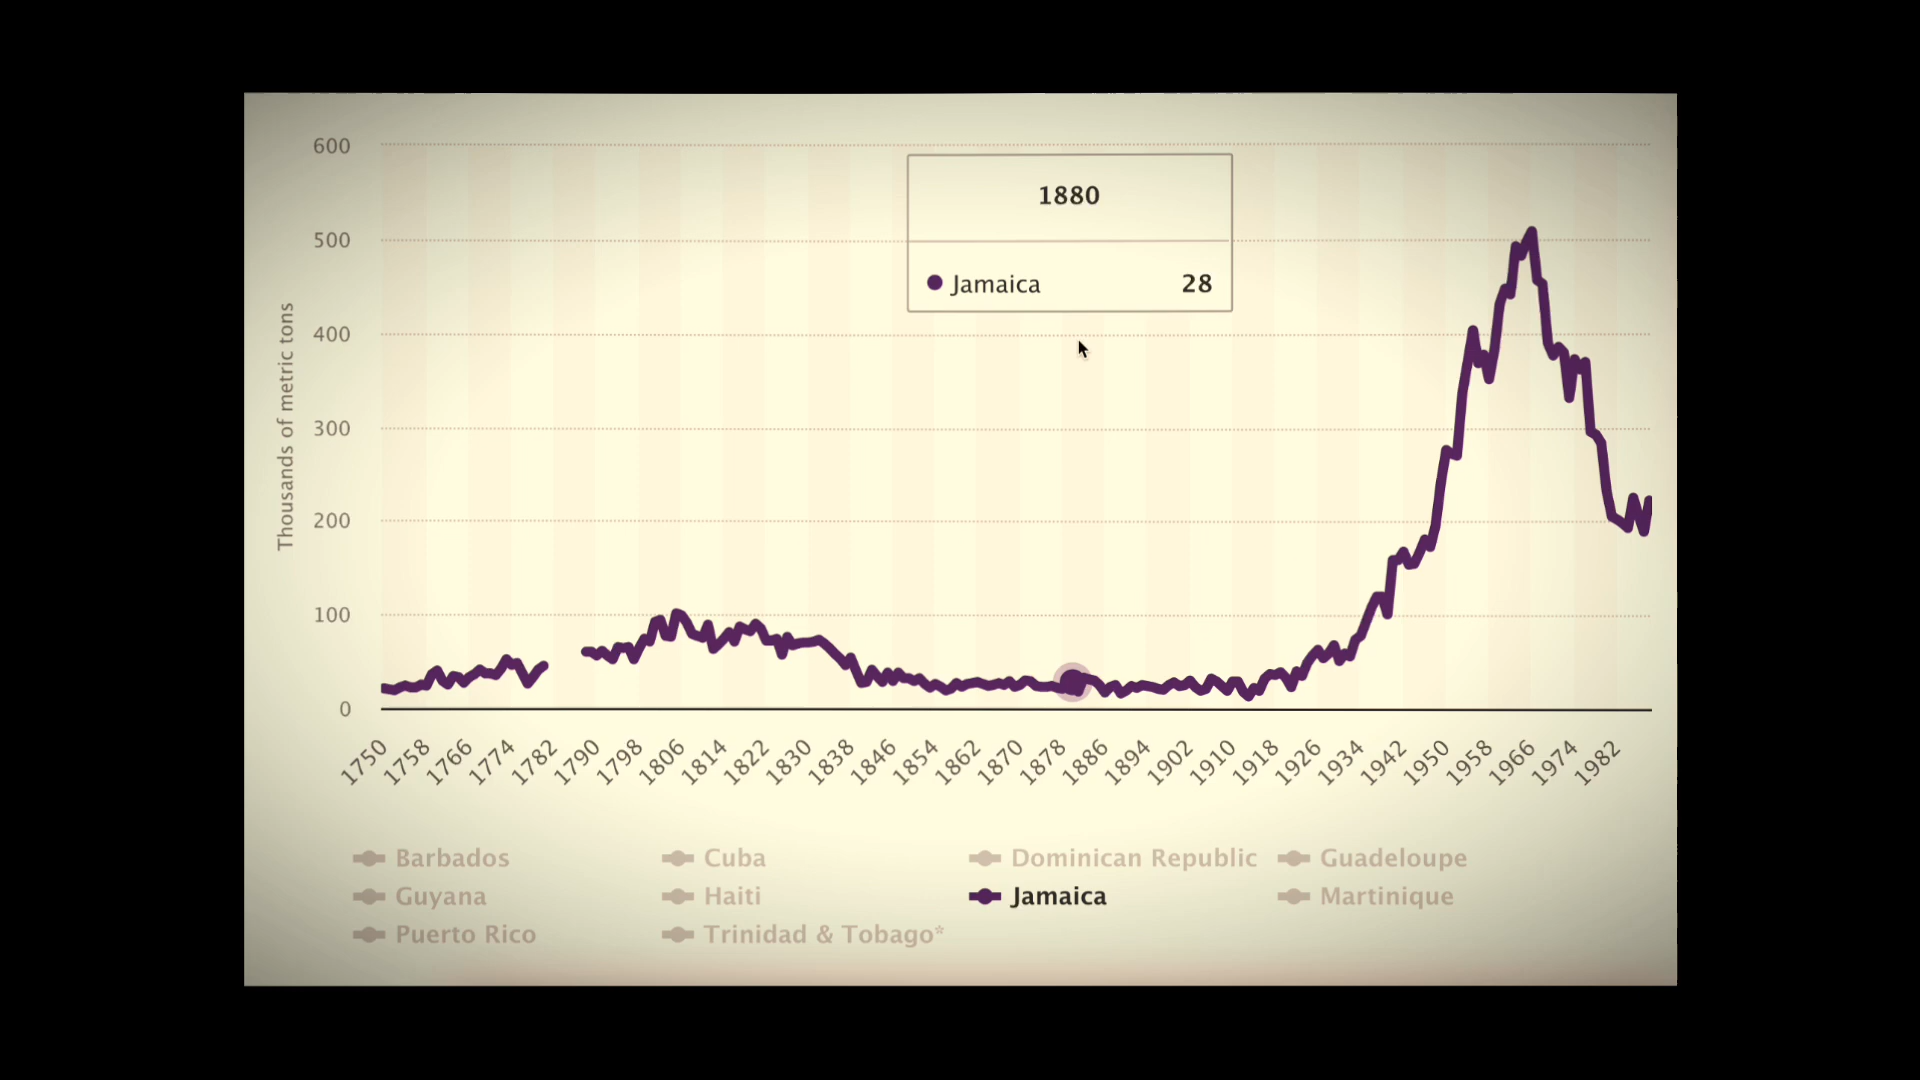 600
500
400
300
200
100
0
Thousands of metric tons
1880
Jamaica 28
1750 1758 1766 1774 1782 1790 1798 1806 1814 1822 1830 1838 1846 1854 1862 1870 1878 1886 1894 1902 1910 1918 1926 1934 1942 1950 1958 1966 1974 1982
Barbados Cuba Dominican Republic Guadeloupe
Guyana Haiti Jamaica Martinique
Puerto Rico Trinidad & Tobago*